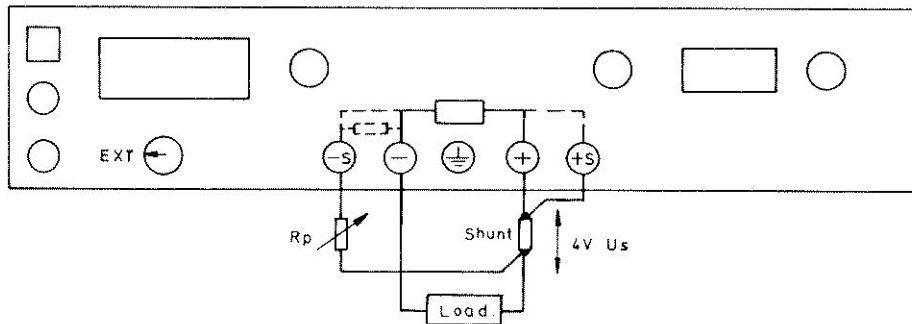 EXT
-S
-
+
+S
Rp
Shunt
4V Us
Load